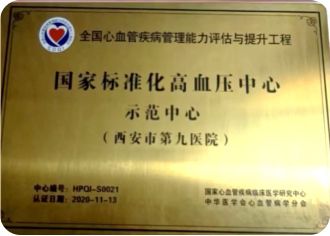 全国心血管疾病管理能力评估与提升工程
国家标准化高血压中心
示范中心
（西安市第九医院）
中心编号：HPQI-S0021
认证日期：2020-11-13
国家心血管疾病临床医学研究中心
中华医学会心血管病学分会